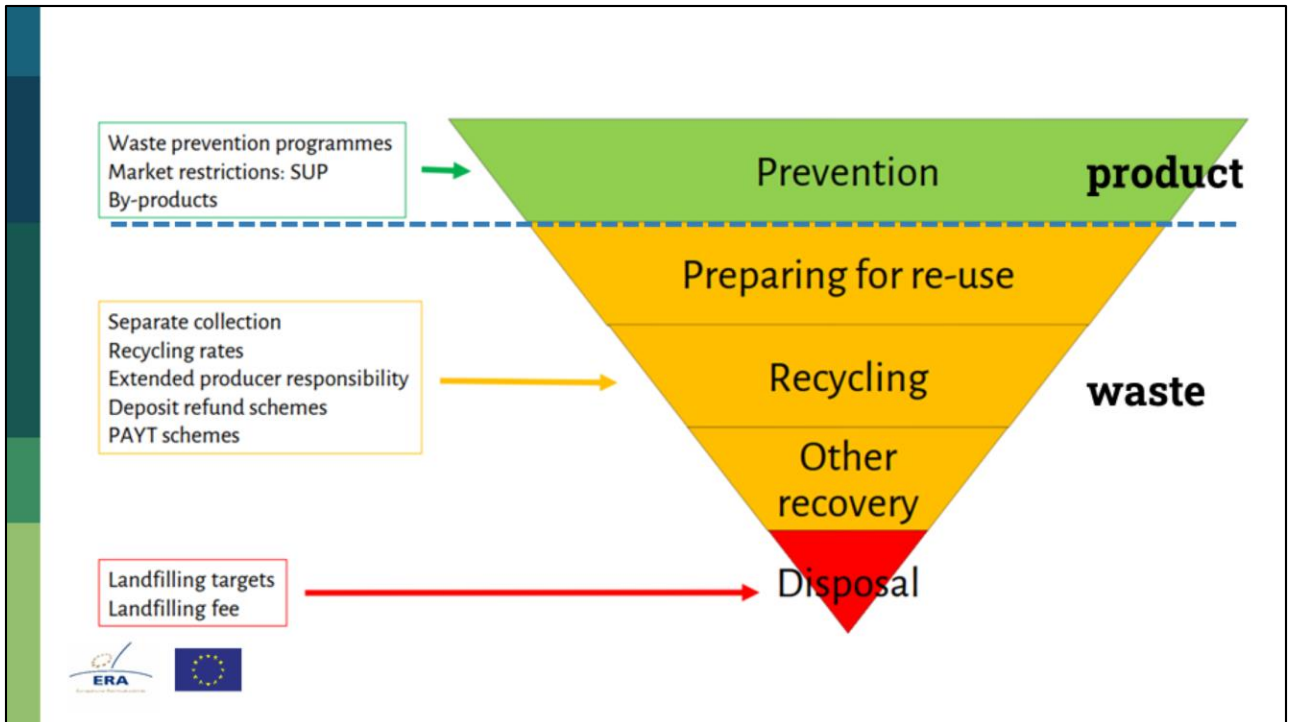 Waste prevention programmes
Market restrictions: SUP
By-products
Prevention
product
Preparing for re-use
Separate collection
Recycling rates
Extended producer responsibility
Deposit refund schemes
PAYT schemes
Recycling
waste
Other
recovery
Landfilling targets
Landfilling fee
Disposal
ERA